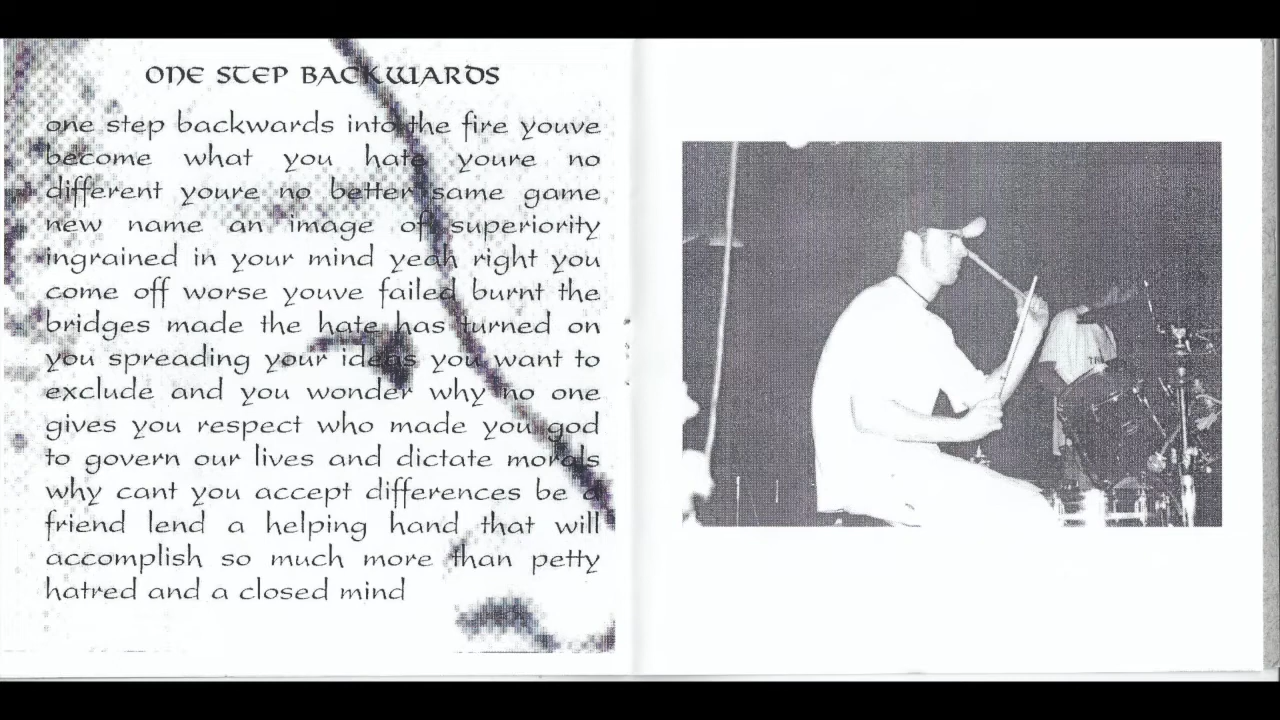 ONE STEP BACKWARDS
one step backwards into the fire youve
become what you hate youre no
different youre no better same game
new name an image of superiority
ingrained in your mind yeah right you
come off worse youve failed burnt the
bridges made the hate has turned on
you spreading your ideas you want to
exclude and you wonder why no one
gives you respect who made you god
to govern our lives and dictate morals
why cant you accept differences be a
friend lend a helping hand that will
accomplish so much more than petty
hatred and a closed mind